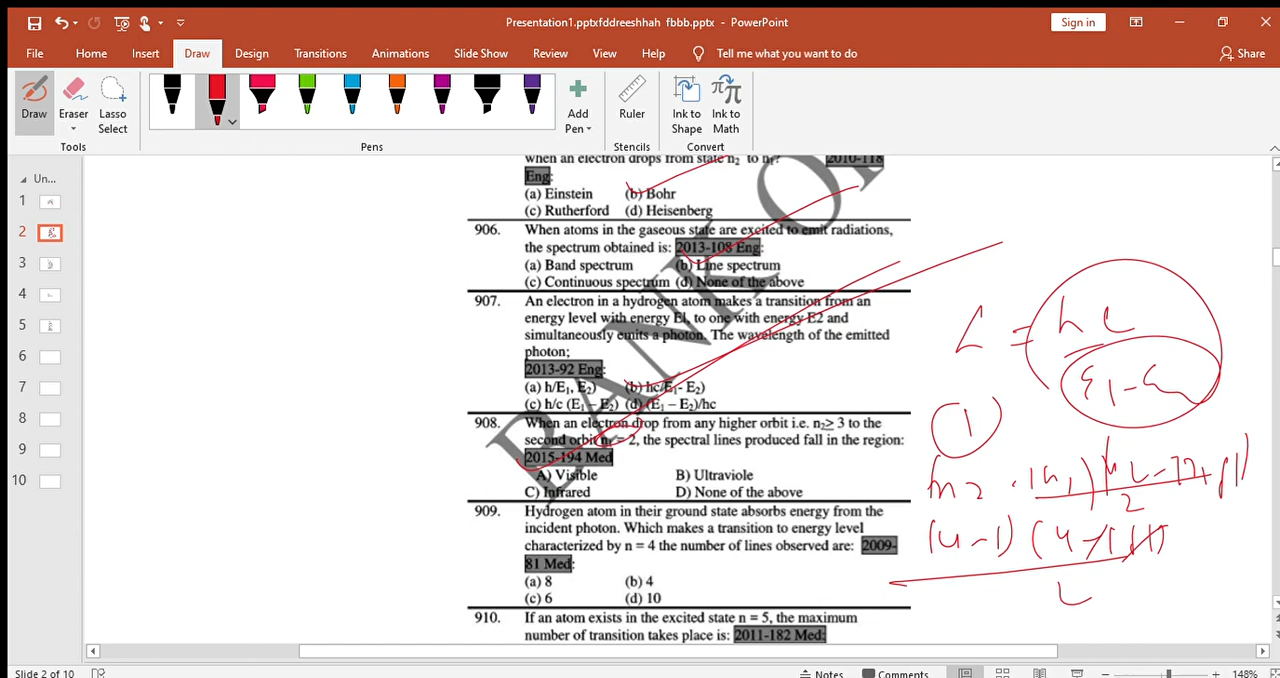 Presentation1.pptxfddreeshhah fbbb.pptx - PowerPoint
Sign in
File Home Insert Draw Design Transitions Animations Slide Show Review View Help Tell me what you want to do Share
Draw Eraser Lasso Select
Add Pen
Ruler
Ink to Shape Ink to Math
Tools Pens Stencils Convert
Un...
1
2
3
4
5
6
7
8
9
10
when an electron drops from state n₂ to n₁? 2010-118
Eng:
(a) Einstein (b) Bohr
(c) Rutherford (d) Heisenberg
906. When atoms in the gaseous state are excited to emit radiations,
the spectrum obtained is: 2013-108 Eng:
(a) Band spectrum (b) Line spectrum
(c) Continuous spectrum (d) None of the above
907. An electron in a hydrogen atom makes a transition from an
energy level with energy E1, to one with energy E2 and
simultaneously emits a photon. The wavelength of the emitted
photon;
2013-92 Eng:
(a) h/E₁, E₂) (b) hc/E₁- E₂)
(c) h/c (E₁ – E₂) (d) (E₁ – E₂)/hc
908. When an electron drop from any higher orbit i.e. n₂≥ 3 to the
second orbit n₁ = 2, the spectral lines produced fall in the region:
2015-194 Med
A) Visible B) Ultraviole
C) Infrared D) None of the above
909. Hydrogen atom in their ground state absorbs energy from the
incident photon. Which makes a transition to energy level
characterized by n = 4 the number of lines observed are: 2009-
81 Med:
(a) 8 (b) 4
(c) 6 (d) 10
910. If an atom exists in the excited state n = 5, the maximum
number of transition takes place is: 2011-182 Med:
BANK OF
= hc
E1 -
1
2
(4-1)
Slide 2 of 10 Notes Comments 148%